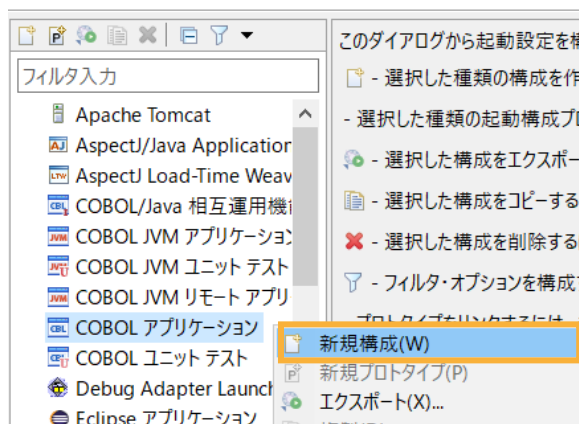 このダイアログから起動設定を
フィルタ入力
- 選択した種類の構成を作
Apache Tomcat
- 選択した種類の起動構成プロ
AspectJ/Java Application
- 選択した構成をエクスポー
AspectJ Load-Time Weav
COBOL/Java 相互運用機
- 選択した構成をコピーする
COBOL JVM アプリケーション
- 選択した構成を削除する
COBOL JVM ユニット テスト
- フィルタ・オプションを構成
COBOL JVM リモート アプリ
COBOL アプリケーション
新規構成(W)
COBOL ユニット テスト
新規プロトタイプ(P)
Debug Adapter Launch
エクスポート(X)...
Eclipse アプリケーション